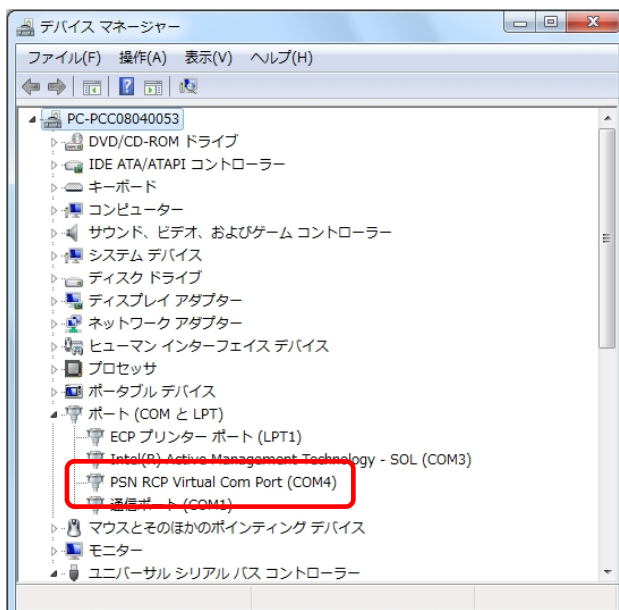 デバイス マネージャー
ファイル(F) 操作(A) 表示(V) ヘルプ(H)
PC-PCC08040053
DVD/CD-ROM ドライブ
IDE ATA/ATAPI コントローラー
キーボード
コンピューター
サウンド、ビデオ、およびゲーム コントローラー
システム デバイス
ディスク ドライブ
ディスプレイ アダプター
ネットワーク アダプター
ヒューマン インターフェイス デバイス
プロセッサ
ポータブル デバイス
ポート (COM と LPT)
ECP プリンター ポート (LPT1)
Intel(R) Active Management Technology - SOL (COM3)
PSN RCP Virtual Com Port (COM4)
通信ポート (COM1)
マウスとそのほかのポインティング デバイス
モニター
ユニバーサル シリアル バス コントローラー